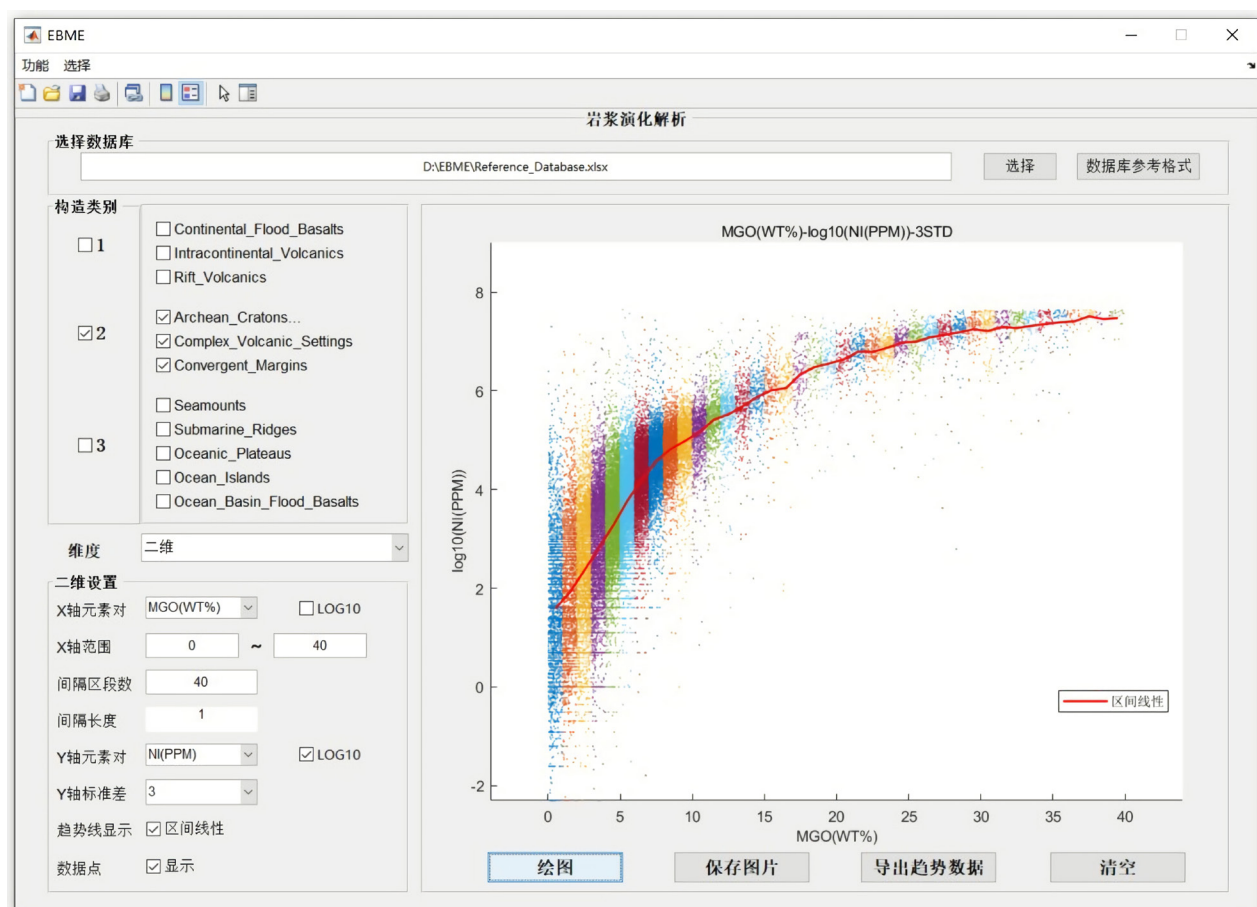 EBME
功能 选择
岩浆演化解析
选择数据库
D:\EBME\Reference_Database.xlsx 选择 数据库参考格式
构造类别
1
Continental_Flood_Basalts
Intracontinental_Volcanics
Rift_Volcanics
2
Archean_Cratons...
Complex_Volcanic_Settings
Convergent_Margins
3
Seamounts
Submarine_Ridges
Oceanic_Plateaus
Ocean_Islands
Ocean_Basin_Flood_Basalts
维度 二维
二维设置
X轴元素对 MGO(WT%) LOG10
X轴范围 0 ~ 40
间隔区段数 40
间隔长度 1
Y轴元素对 NI(PPM) LOG10
Y轴标准差 3
趋势线显示 区间线性
数据点 显示
MGO(WT%)-log10(NI(PPM))-3STD
log10(NI(PPM))
8
6
4
2
0
-2
区间线性
0 5 10 15 20 25 30 35 40
MGO(WT%)
绘图 保存图片 导出趋势数据 清空